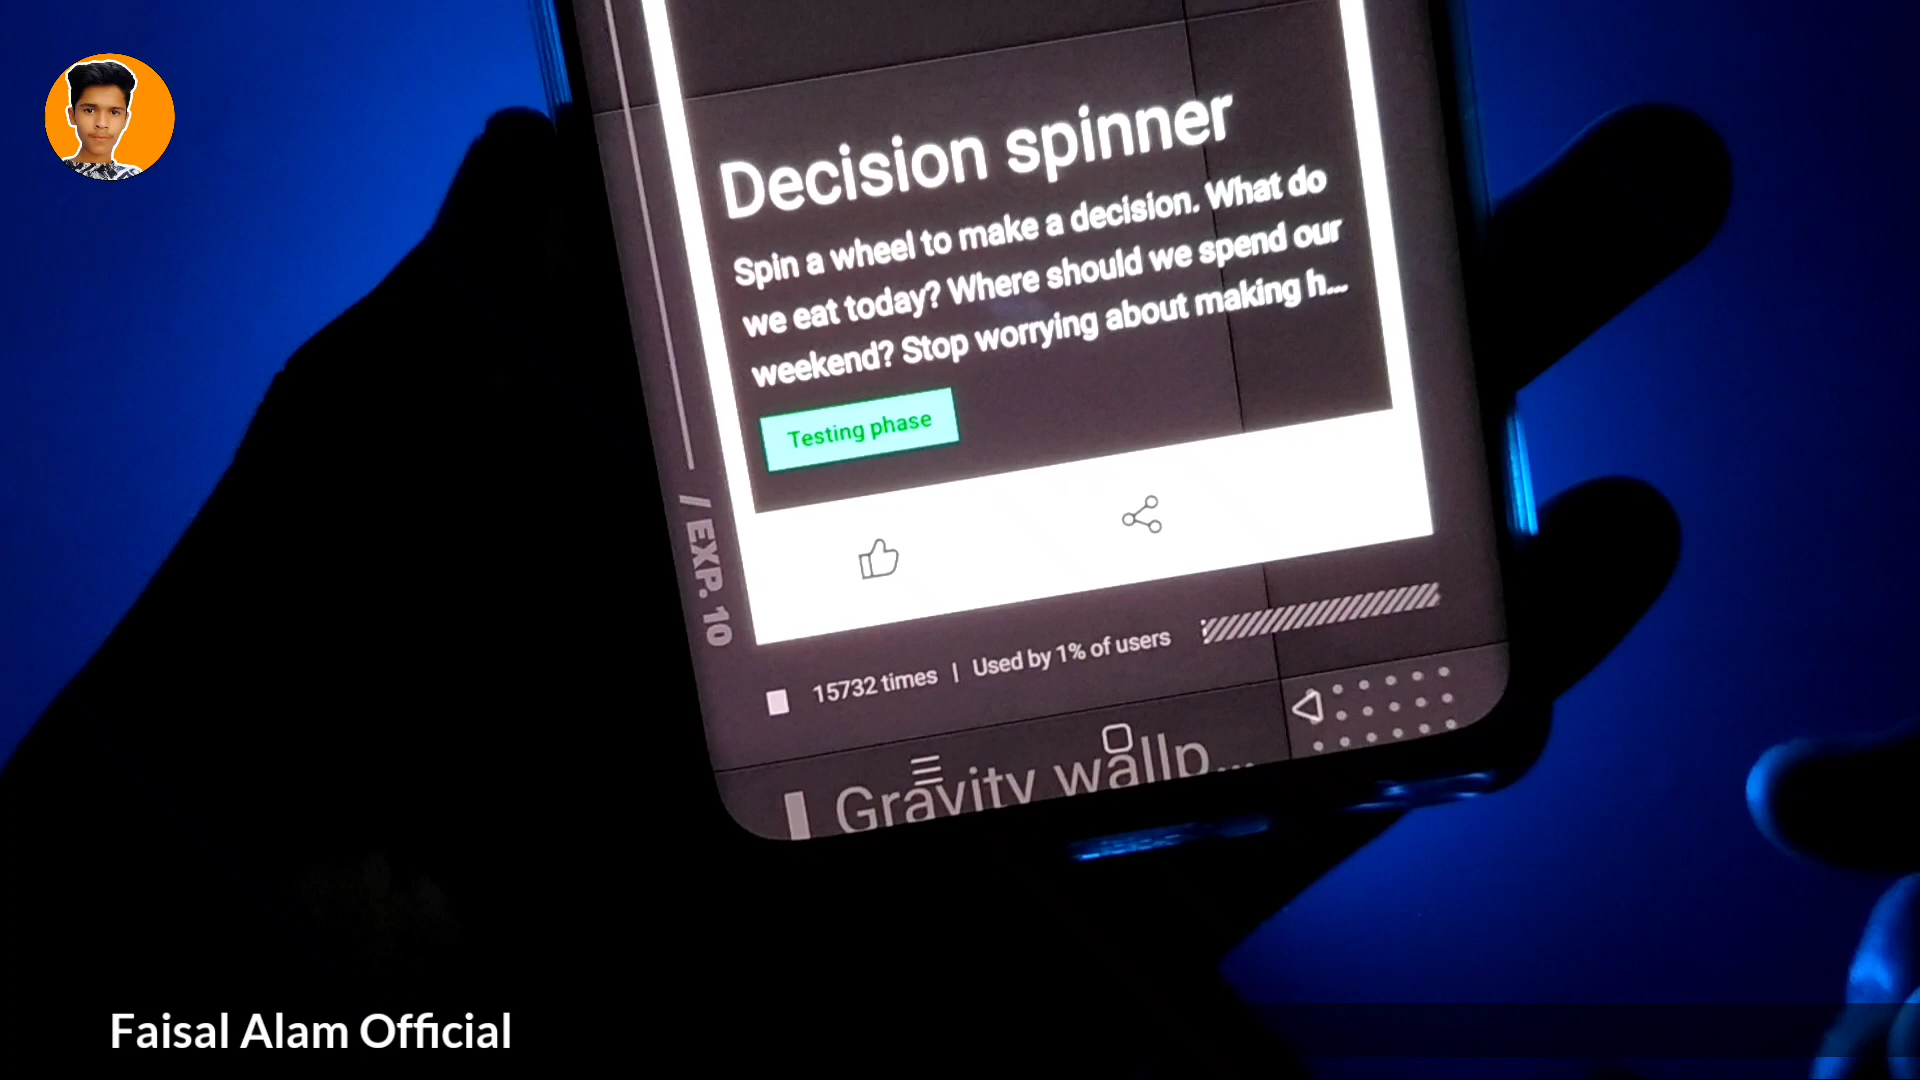 Decision spinner
Spin a wheel to make a decision. What do
we eat today? Where should we spend our
weekend? Stop worrying about making h...
Testing phase
/ EXP. 10
15732 times | Used by 1% of users
Gravity wallp...
Faisal Alam Official